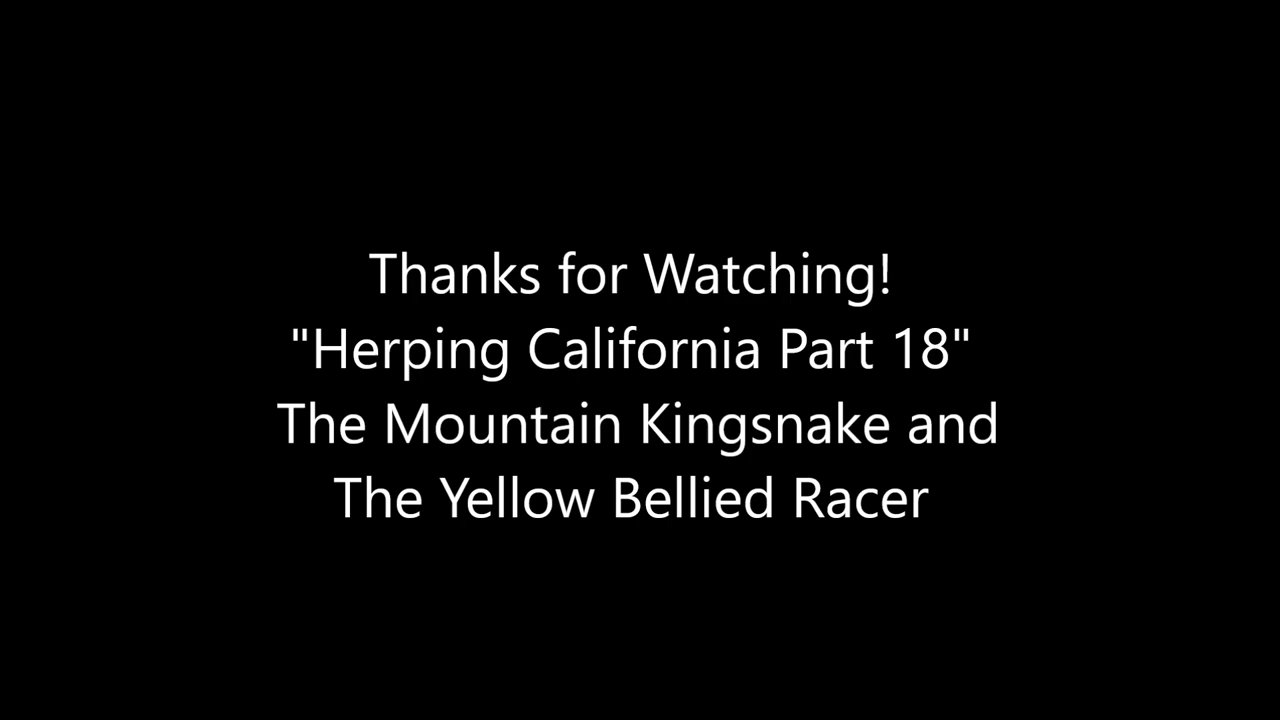 Thanks for Watching!
"Herping California Part 18"
The Mountain Kingsnake and
The Yellow Bellied Racer